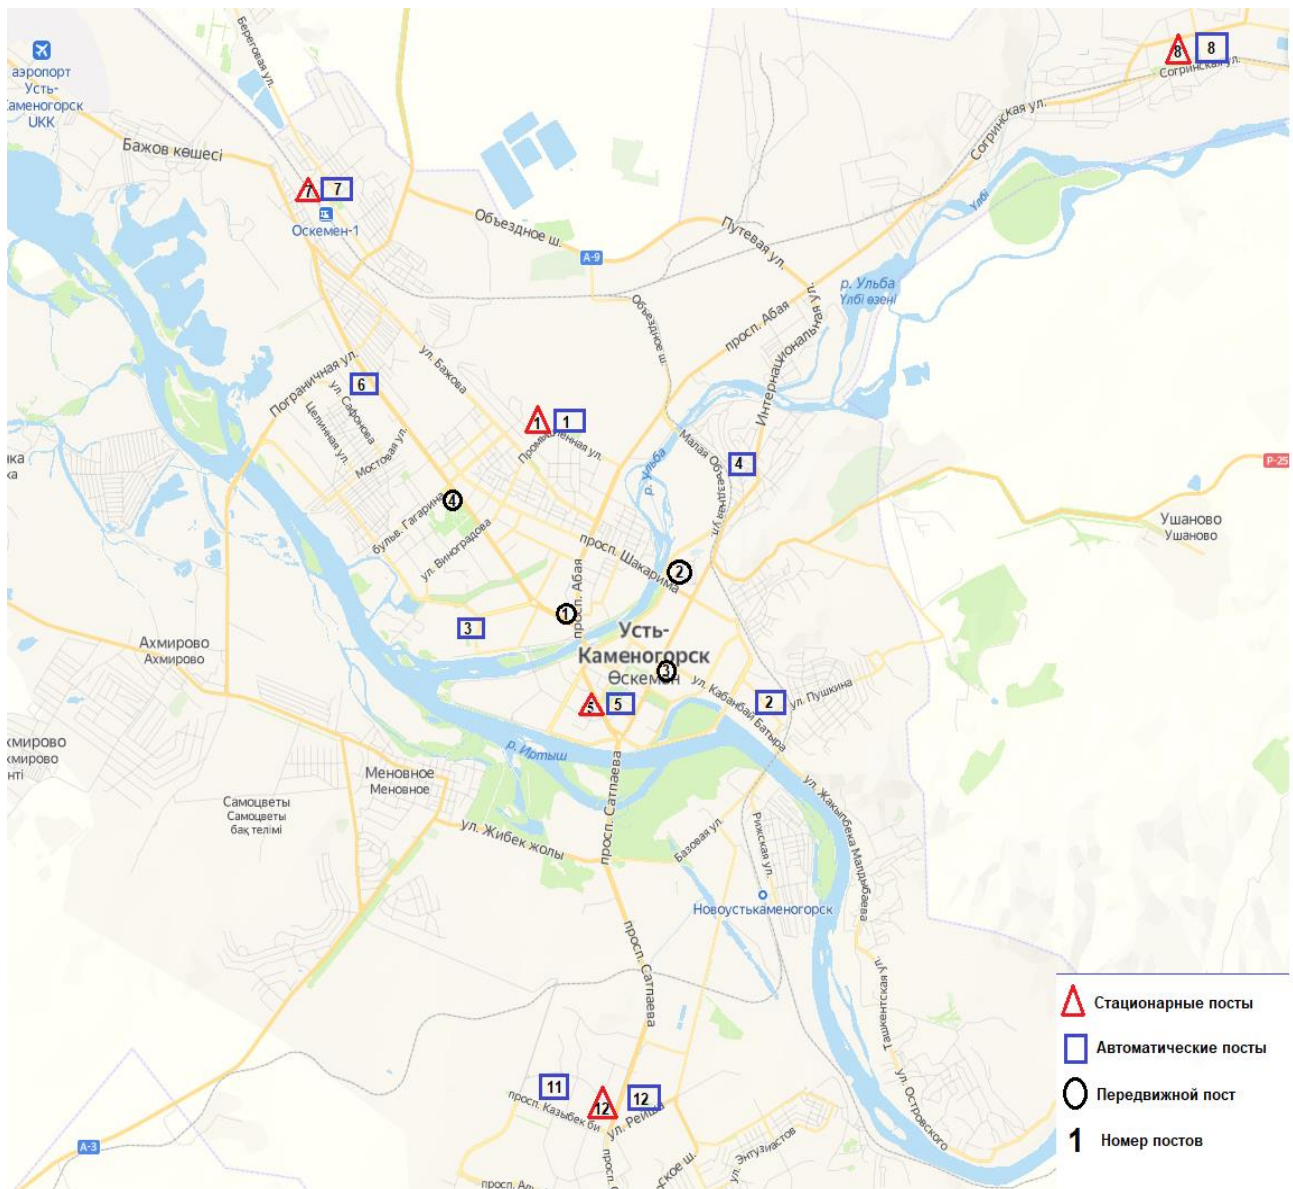 8
8
Согринская ул.
аэропорт
Усть-
Каменогорск
UKK
Береговая ул.
Согринская ул.
Бажов көшесі
7
7
Оскемен-1
Үлбі
Объездное ш.
А-9
Путевая ул.
р. Ульба
Үлбі өзені
Объездное ш.
просп. Абая
Интернациональная ул.
ул. Бажова
Пограничная ул.
6
ул. Сафонова
Целинная ул.
Мостовая ул.
1
1
Промышленная ул.
р. Ульба
Малая Объездная ул.
4
Р-25
Ушаново
Ушаново
4
бульв. Гагарина
ул. Виноградова
просп. Шакарима
2
просп. Абая
1
3
Усть-
Каменогорск
Өскемен
3
Ахмирово
Ахмирово
ул. Кабанбай Батыра
ул. Пушкина
2
5
5
хмирово
хмирово
нті
р. Иртыш
Меновное
Меновное
Самоцветы
Самоцветы
бақ телімі
просп. Сатпаева
ул. Жибек жолы
Базовая ул.
Рижская ул.
ул. Жакыпбека Малдыбаева
Новоустькаменогорск
просп. Сатпаева
Ташкентская ул.
ул. Островского
11
12
12
просп. Казыбек би
ул. Рейша
ул. Энтузиастов
ское ш.
А-3
Стационарные посты
Автоматические посты
Передвижной пост
1 Номер постов